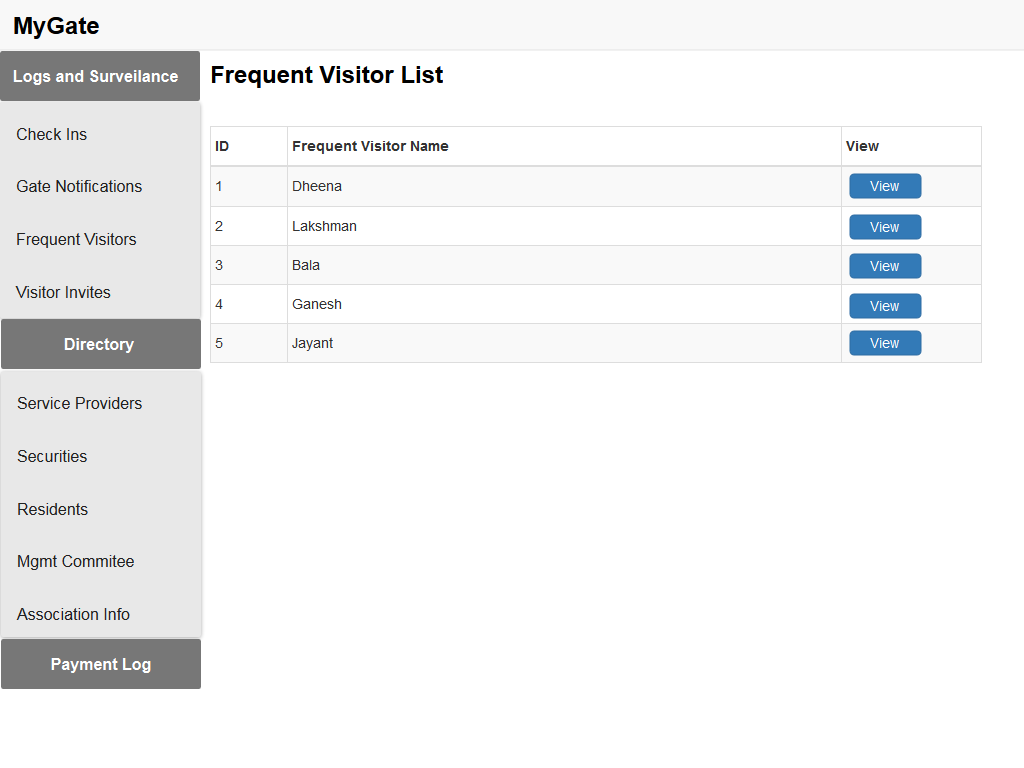 MyGate
Logs and Surveilance
Check Ins
Gate Notifications
Frequent Visitors
Visitor Invites
Directory
Service Providers
Securities
Residents
Mgmt Commitee
Association Info
Payment Log
Frequent Visitor List
ID Frequent Visitor Name View
1 Dheena View
2 Lakshman View
3 Bala View
4 Ganesh View
5 Jayant View